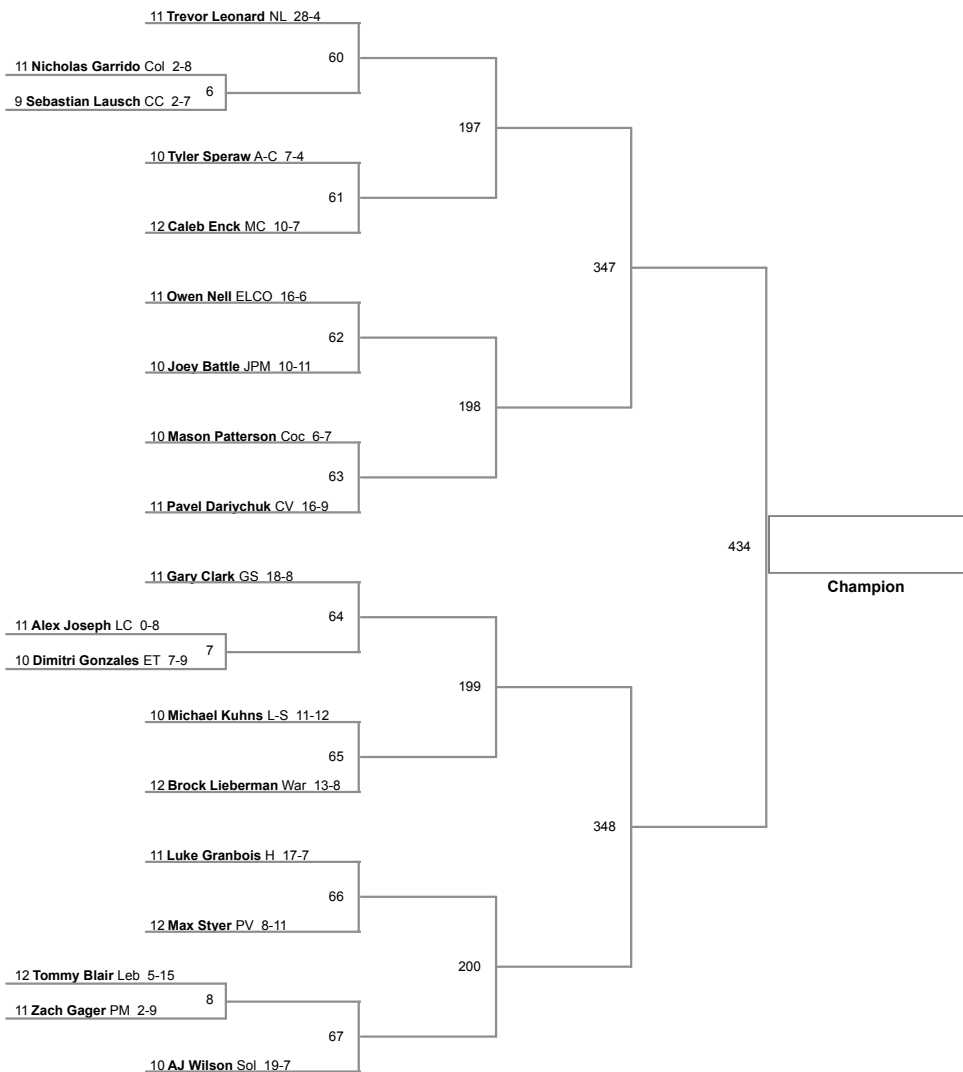 11 Trevor Leonard NL 28-4
60
11 Nicholas Garrido Col 2-8
6
9 Sebastian Lausch CC 2-7
197
10 Tyler Speraw A-C 7-4
61
12 Caleb Enck MC 10-7
347
11 Owen Nell ELCO 16-6
62
10 Joey Battle JPM 10-11
198
10 Mason Patterson Coc 6-7
63
11 Pavel Dariychuk CV 16-9
434
Champion
11 Gary Clark GS 18-8
64
11 Alex Joseph LC 0-8
7
10 Dimitri Gonzales ET 7-9
199
10 Michael Kuhns L-S 11-12
65
12 Brock Lieberman War 13-8
348
11 Luke Granbois H 17-7
66
12 Max Styer PV 8-11
200
12 Tommy Blair Leb 5-15
8
11 Zach Gager PM 2-9
67
10 AJ Wilson Sol 19-7